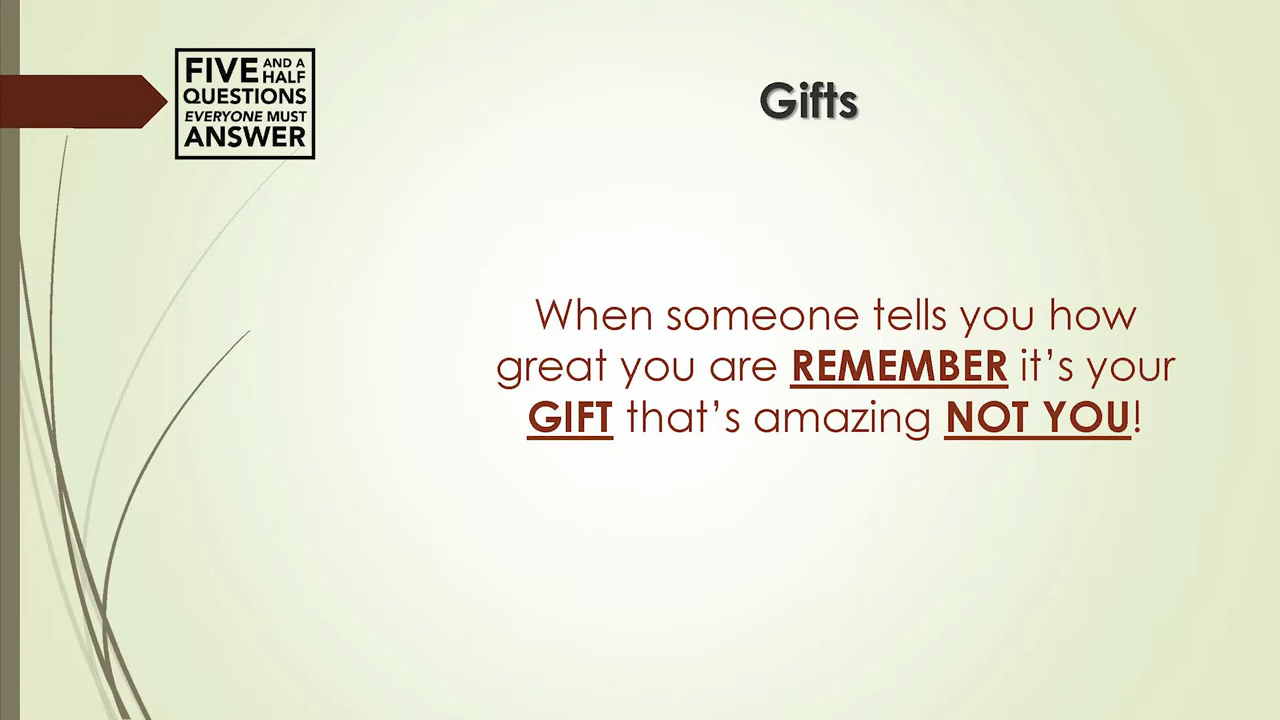 FIVE AND A HALF
QUESTIONS
EVERYONE MUST
ANSWER
Gifts
When someone tells you how
great you are REMEMBER it’s your
GIFT that’s amazing NOT YOU!